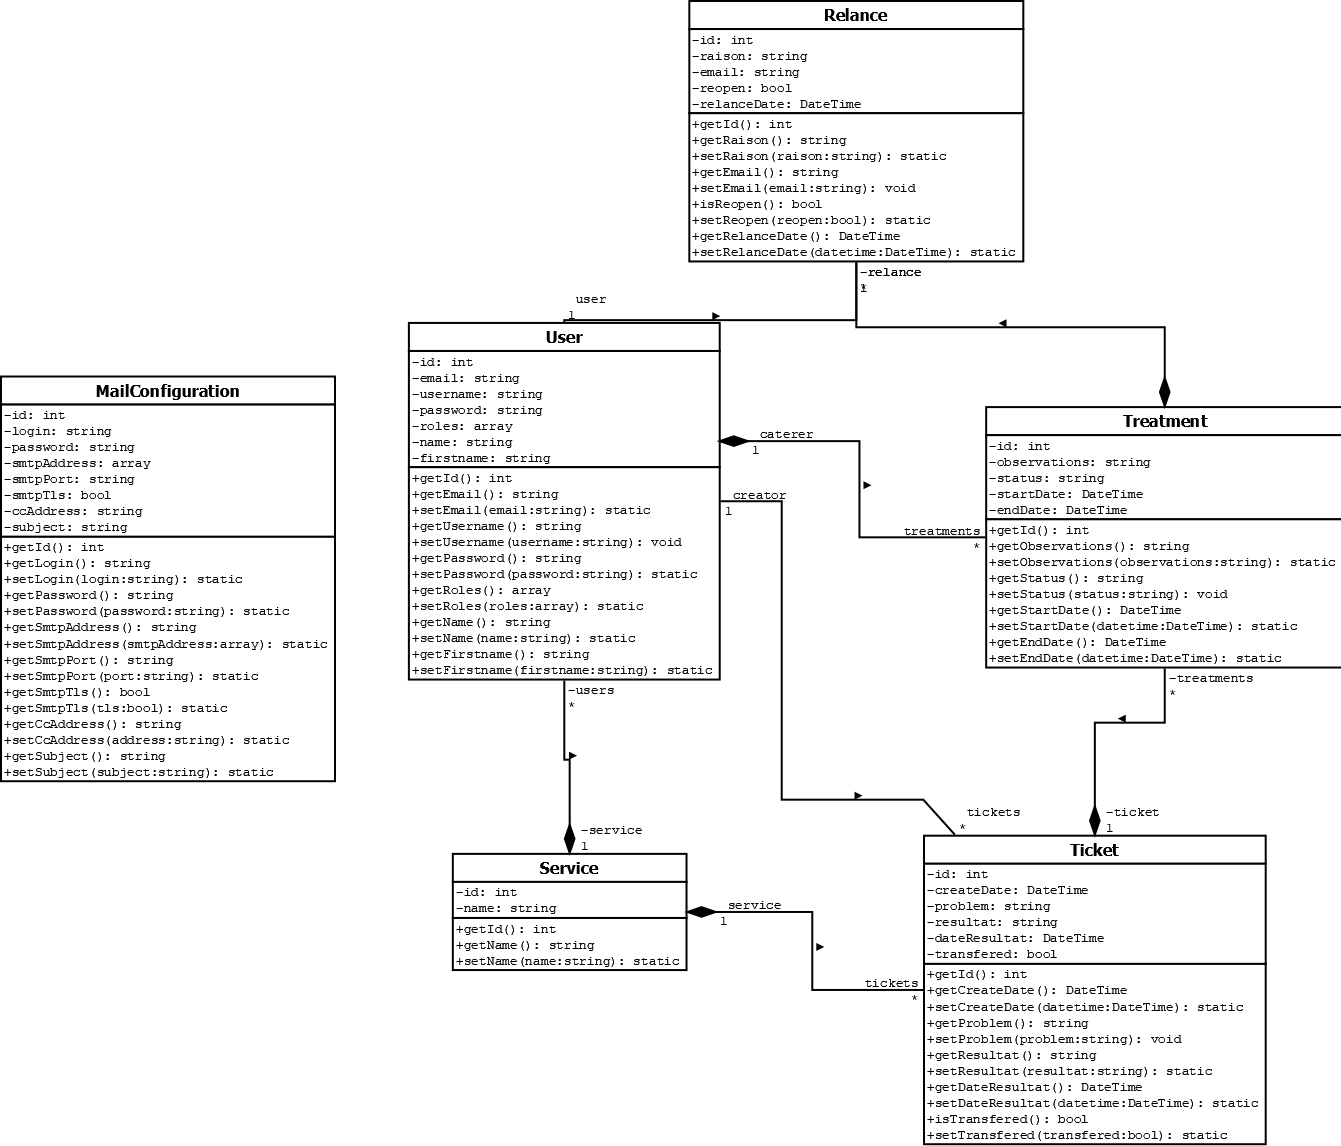 Relance
-id: int
-raison: string
-email: string
-reopen: bool
-relanceDate: DateTime
+getId(): int
+getRaison(): string
+setRaison(raison:string): static
+getEmail(): string
+setEmail(email:string): void
+isReopen(): bool
+setReopen(reopen:bool): static
+getRelanceDate(): DateTime
+setRelanceDate(datetime:DateTime): static
-relance
user
1
User
-id: int
-email: string
-username: string
-password: string
-roles: array
-name: string
-firstname: string
+getId(): int
+getEmail(): string
+setEmail(email:string): static
+getUsername(): string
+setUsername(username:string): void
+getPassword(): string
+setPassword(password:string): static
+getRoles(): array
+setRoles(roles:array): static
+getName(): string
+setName(name:string): static
+getFirstname(): string
+setFirstname(firstname:string): static
MailConfiguration
-id: int
-login: string
-password: string
-smtpAddress: array
-smtpPort: string
-smtpTls: bool
-ccAddress: string
-subject: string
+getId(): int
+getLogin(): string
+setLogin(login:string): static
+getPassword(): string
+setPassword(password:string): static
+getSmtpAddress(): string
+setSmtpAddress(smtpAddress:array): static
+getSmtpPort(): string
+setSmtpPort(port:string): static
+getSmtpTls(): bool
+getSmtpTls(tls:bool): static
+getCcAddress(): string
+setCcAddress(address:string): static
+getSubject(): string
+setSubject(subject:string): static
caterer
1
creator
1
treatments
*
Treatment
-id: int
-observations: string
-status: string
-startDate: DateTime
-endDate: DateTime
+getId(): int
+getObservations(): string
+setObservations(observations:string): static
+getStatus(): string
+setStatus(status:string): void
+getStartDate(): DateTime
+setStartDate(datetime:DateTime): static
+getEndDate(): DateTime
+setEndDate(datetime:DateTime): static
-treatments
*
-users
*
-service
1
tickets
*
-ticket
1
Service
-id: int
-name: string
+getId(): int
+getName(): string
+setName(name:string): static
service
1
tickets
*
Ticket
-id: int
-createDate: DateTime
-problem: string
-resultat: string
-dateResultat: DateTime
-transfered: bool
+getId(): int
+getCreateDate(): DateTime
+setCreateDate(datetime:DateTime): static
+getProblem(): string
+setProblem(problem:string): void
+getResultat(): string
+setResultat(resultat:string): static
+getDateResultat(): DateTime
+setDateResultat(datetime:DateTime): static
+isTransfered(): bool
+setTransfered(transfered:bool): static